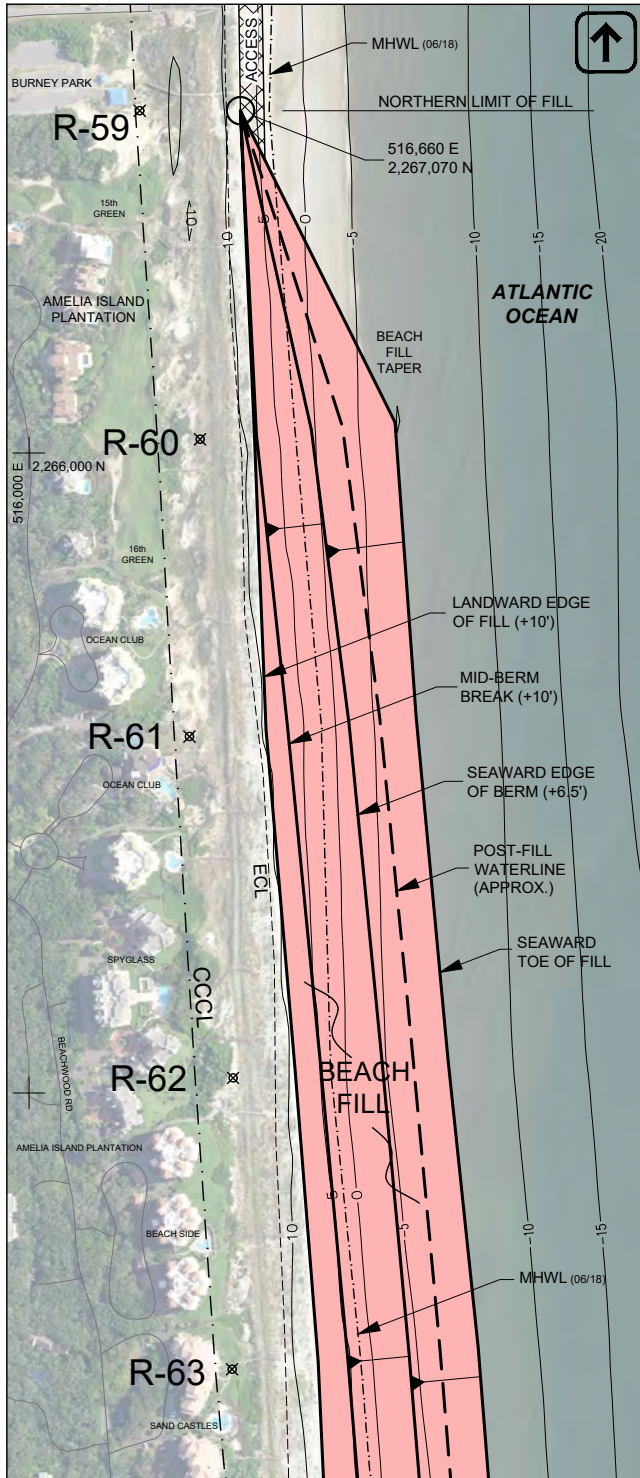 ACCESS
MHWL (06/18)
BURNEY PARK
NORTHERN LIMIT OF FILL
R-59
516,660 E
2,267,070 N
15th
GREEN
-10
10
5
0
-5
-10
-15
-20
ATLANTIC
OCEAN
AMELIA ISLAND
PLANTATION
BEACH
FILL
TAPER
R-60
516,000 E
2,266,000 N
16th
GREEN
LANDWARD EDGE
OF FILL (+10')
OCEAN CLUB
MID-BERM
BREAK (+10')
R-61
OCEAN CLUB
SEAWARD EDGE
OF BERM (+6.5')
POST-FILL
WATERLINE
(APPROX.)
ECL
SEAWARD
TOE OF FILL
SPYGLASS
CCCL
BEACHWOOD RD
R-62
BEACH
FILL
AMELIA ISLAND PLANTATION
5
0
-5
-10
-15
10
BEACH SIDE
MHWL (06/18)
R-63
SAND CASTLES